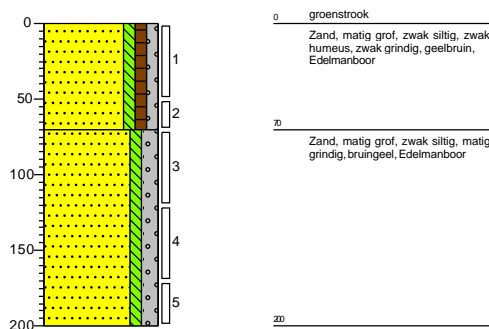 0
50
100
150
200
1
2
3
4
5
0 groenstrook
Zand, matig grof, zwak siltig, zwak
humeus, zwak grindig, geelbruin,
Edelmanboor
70
Zand, matig grof, zwak siltig, matig
grindig, bruingeel, Edelmanboor
200